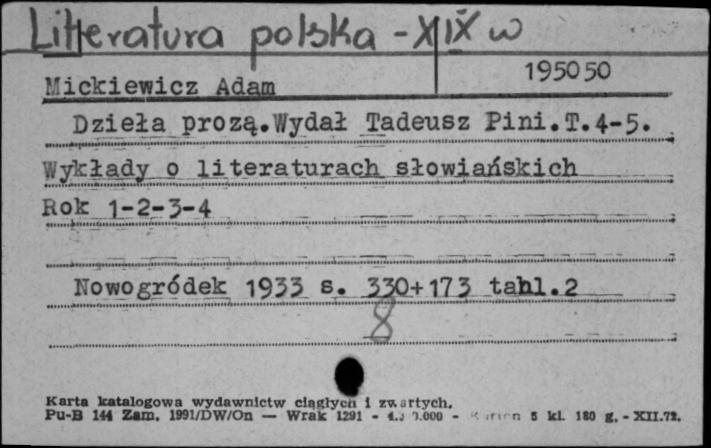 Literatura polska - XIX w
195050
Mickiewicz Adam
Dzieła prozą. Wydał Tadeusz Pini. T. 4-5.
Wykłady o literaturach słowiańskich
Rok 1-2-3-4
Nowogródek 1933 s. 330+173 tabl. 2
8
Karta katalogowa wydawnictw ciągłych i zwartych.
Pu-B 144 Zam. 1991/DW/On — Wrak 1291 - - 5 kl. 180 g. - XII.72.